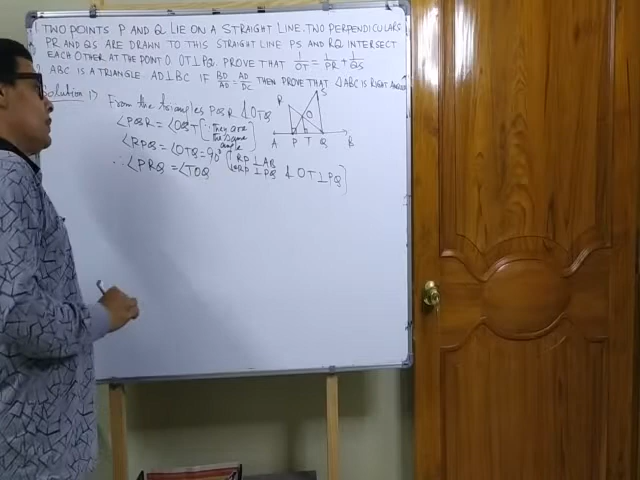 1) TWO POINTS P AND Q LIE ON A STRAIGHT LINE. TWO PERPENDICULARS
PR AND QS ARE DRAWN TO THIS STRAIGHT LINE PS AND RQ INTERSECT
EACH OTHER AT THE POINT O. OT⊥PQ. PROVE THAT 1/OT = 1/PR + 1/QS
2. ABC IS A TRIANGLE AD⊥BC IF BD/AD = AD/DC THEN PROVE THAT △ABC IS RIGHT ANGLED
Solution 1) From the triangles PQR & OTQ
∠PQR = ∠OQT [∵ they are
the same
angle]
∠RPQ = ∠OTQ = 90° [∵ RP⊥AB
∴ RP⊥PQ & OT⊥PQ]
∴ ∠PRQ = ∠TOQ
R S
O
A P T Q B